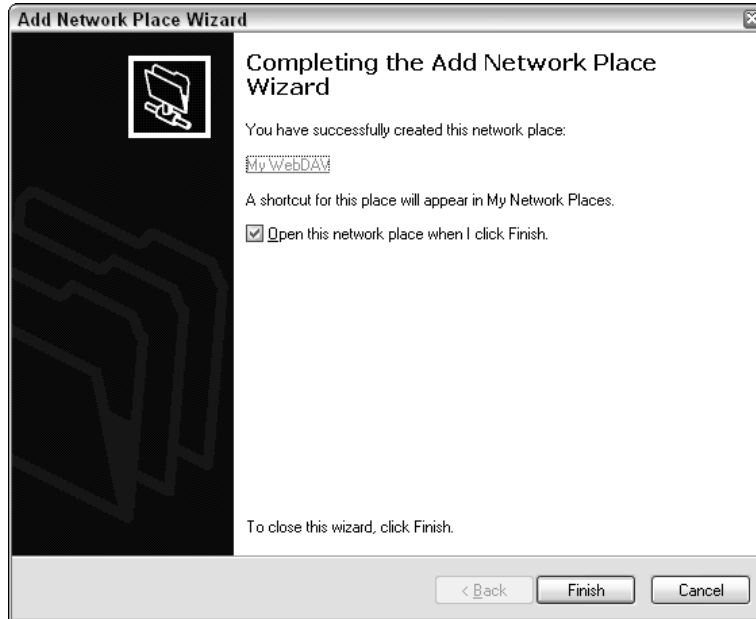 Add Network Place Wizard
Completing the Add Network Place
Wizard
You have successfully created this network place:
My WebDAV
A shortcut for this place will appear in My Network Places.
Open this network place when I click Finish.
To close this wizard, click Finish.
< Back
Finish
Cancel